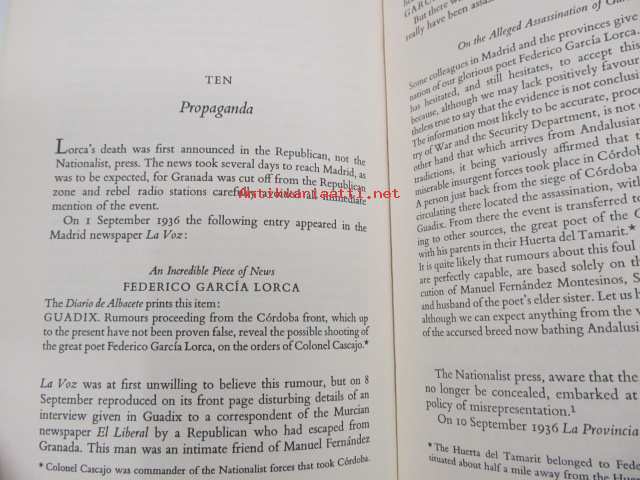 TEN
Propaganda
Lorca's death was first announced in the Republican, not the
Nationalist, press. The news took several days to reach Madrid, as
was to be expected, for Granada was cut off from the Republican
zone and rebel radio stations carefully avoided all immediate
mention of the event.
On 1 September 1936 the following entry appeared in the
Madrid newspaper La Voz:
An Incredible Piece of News
FEDERICO GARCÍA LORCA
The Diario de Albacete prints this item:
GUADIX. Rumours proceeding from the Córdoba front, which up
to the present have not been proven false, reveal the possible shooting of
the great poet Federico García Lorca, on the orders of Colonel Cascajo.*
La Voz was at first unwilling to believe this rumour, but on 8
September reproduced on its front page disturbing details of an
interview given in Guadix to a correspondent of the Murcian
newspaper El Liberal by a Republican who had escaped from
Granada. This man was an intimate friend of Manuel Fernández
* Colonel Cascajo was commander of the Nationalist forces that took Córdoba.
Antikvariaatti.net
But there w
really have been assa
On the Alleged Assassination of
Some colleagues in Madrid and the provinces give
nation of our glorious poet Federico García Lorca.
has hesitated, and still hesitates, to accept this
because, although we may lack positively favour
theless true to say that the evidence is not conclus
The information most likely to be accurate, proce
try of War and the Security Department, is not
other hand that which arrives from Andalusian
traditions, it being variously affirmed that
miserable insurgent forces took place in Córdo
A person just back from the siege of Córdoba
circulating there located the assassination, with
Guadix. From there the event is transferred to
ing to other sources, the great poet of the
with his parents in their Huerta del Tamarit.*
It is quite likely that rumours about this foul
are perfectly capable, are based solely on th
cution of Manuel Fernández Montesinos, S
and husband of the poet's elder sister. Let us h
although we can expect anything from the v
of the accursed breed now bathing Andalus
The Nationalist press, aware that the
no longer be concealed, embarked
policy of misrepresentation.¹
On 10 September 1936 La Provincia
* The Huerta del Tamarit belonged to Fede
situated about half a mile away from the Huert